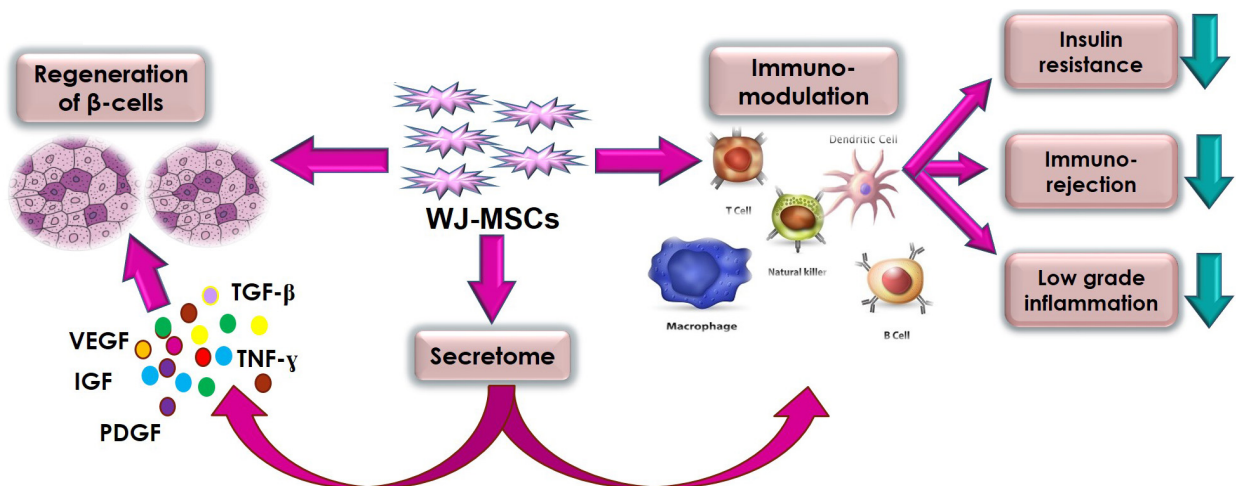 Regeneration
of β-cells
WJ-MSCs
Immuno-
modulation
Dendritic Cell
T Cell
Natural killer
Macrophage
B Cell
Insulin
resistance
Immuno-
rejection
Low grade
inflammation
TGF-β
VEGF
TNF-ɣ
IGF
PDGF
Secretome